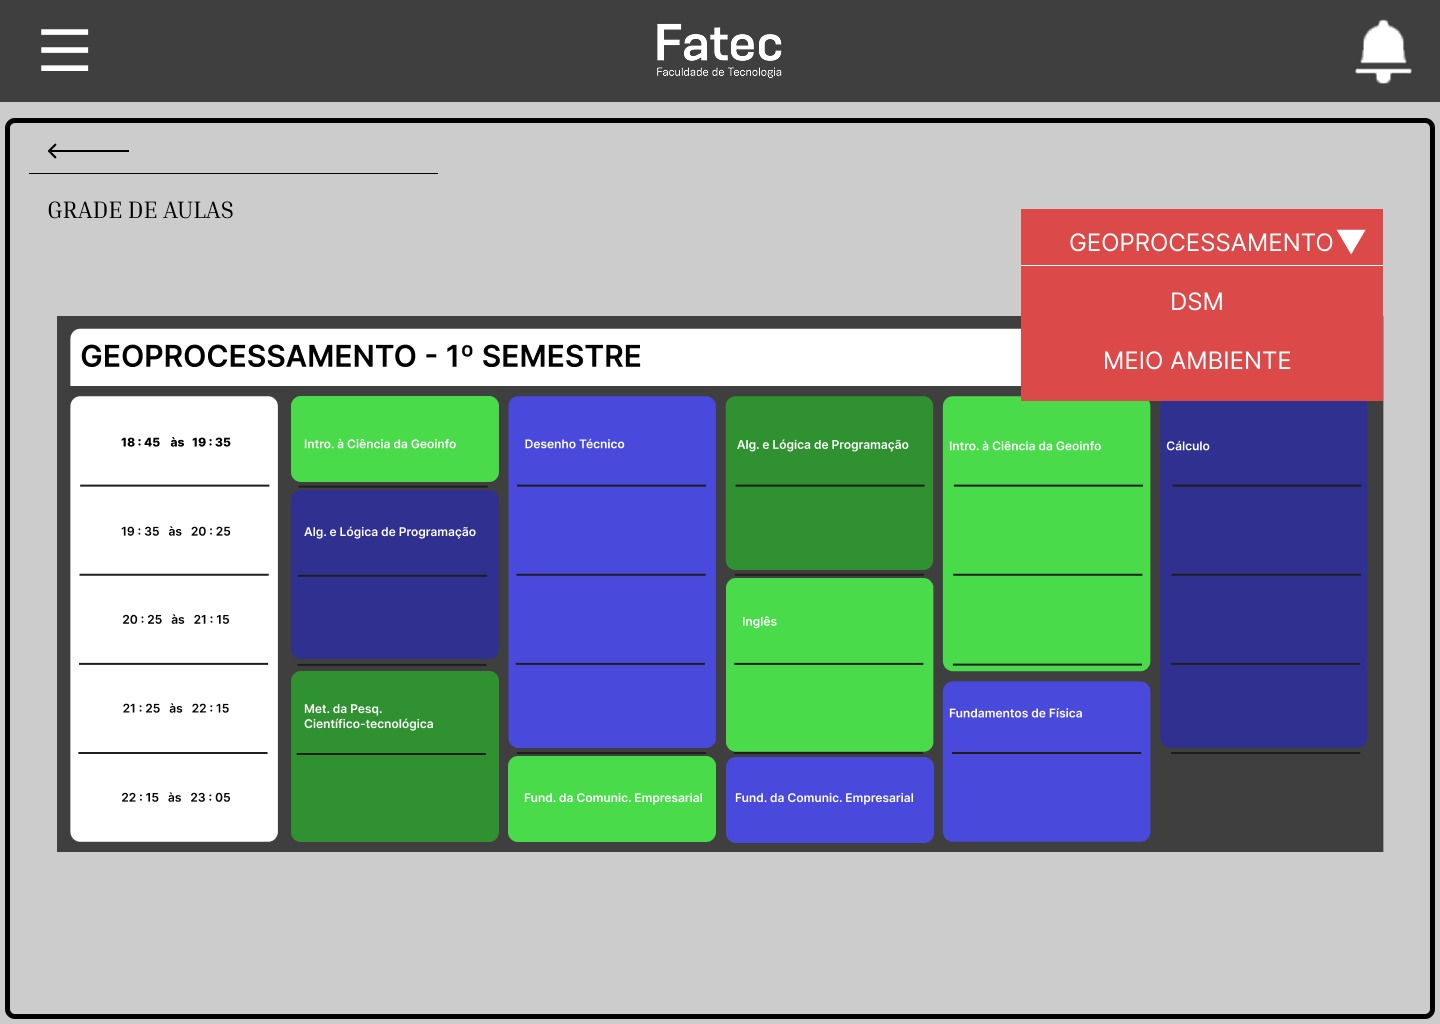 Fatec
Faculdade de Tecnologia
GRADE DE AULAS
GEOPROCESSAMENTO
DSM
MEIO AMBIENTE
GEOPROCESSAMENTO - 1º SEMESTRE
18:45 às 19:35
Intro. à Ciência da Geoinfo
Desenho Técnico
Alg. e Lógica de Programação
Intro. à Ciência da Geoinfo
Cálculo
19:35 às 20:25
Alg. e Lógica de Programação
20:25 às 21:15
Inglês
21:25 às 22:15
Met. da Pesq.
Científico-tecnológica
Fundamentos de Física
22:15 às 23:05
Fund. da Comunic. Empresarial
Fund. da Comunic. Empresarial